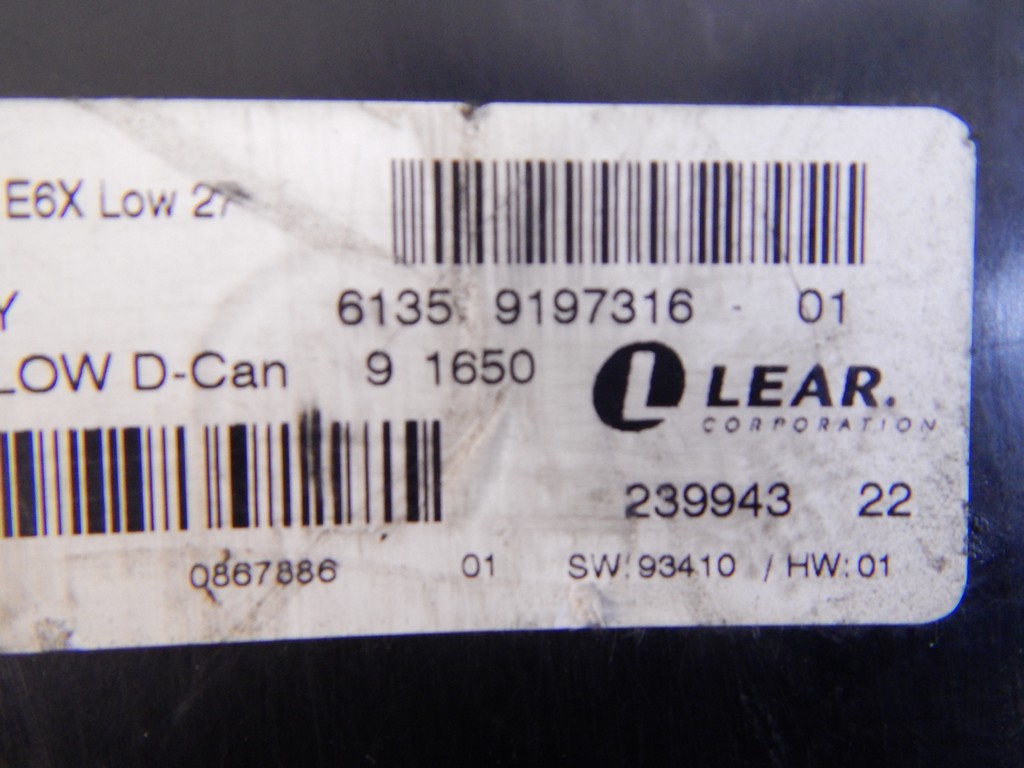 E6X Low 27
Y 6135 9197316 - 01
LOW D-Can 9 1650
LEAR.
CORPORATION
239943 22
0867886 01 SW: 93410 / HW: 01